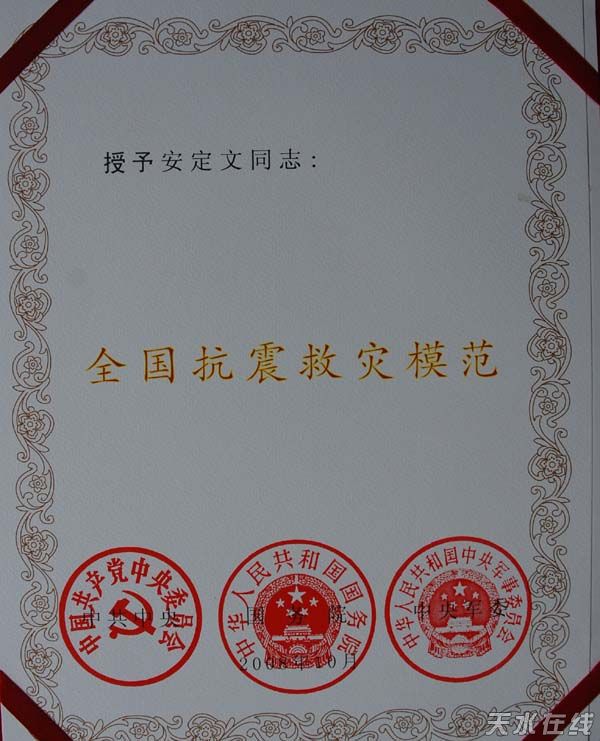 授予安定文同志：
全国抗震救灾模范
中国共产党中央委员会
中华人民共和国国务院
中华人民共和国中央军事委员会
中共中央 国务院 中央军委
2008年10月
天水在线